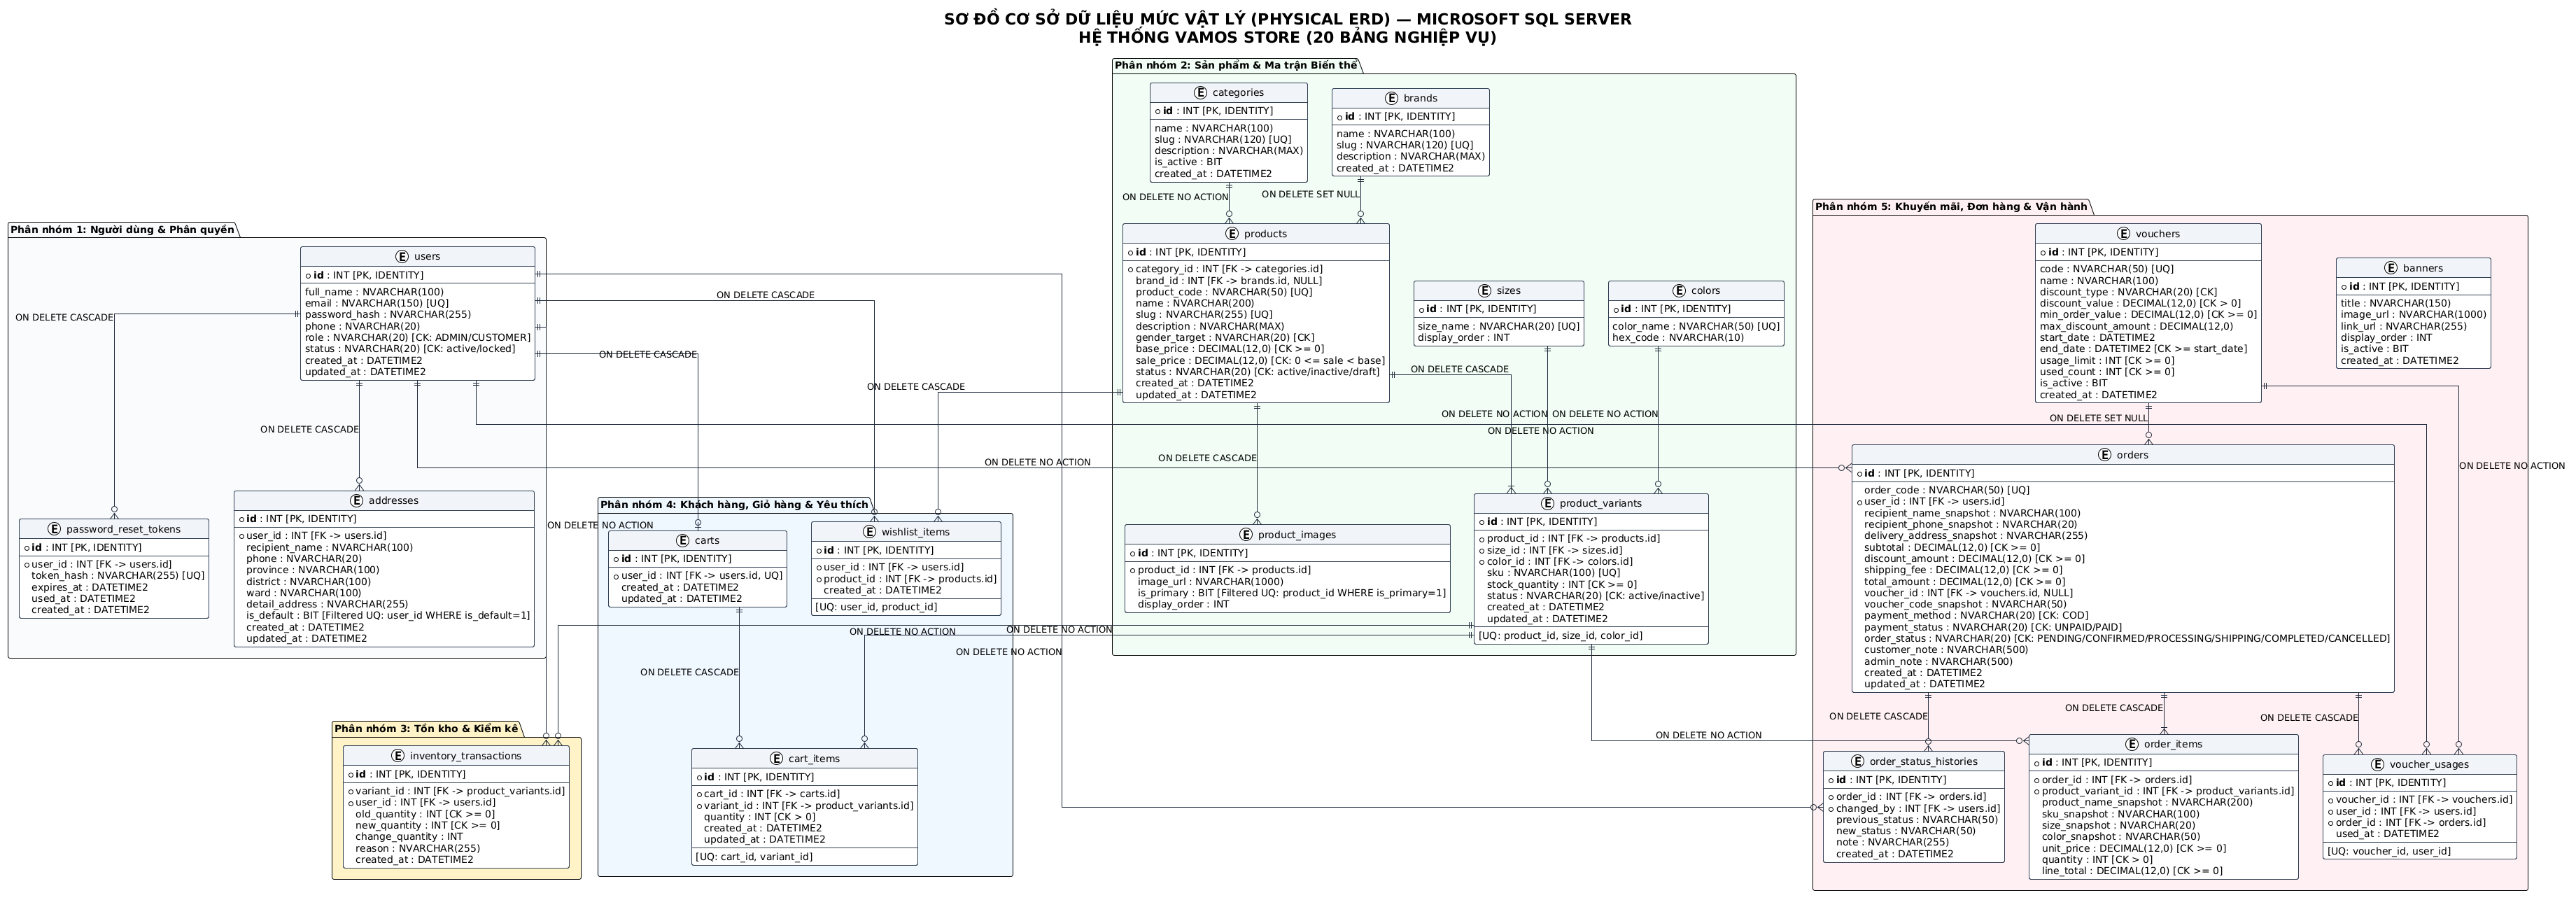 SƠ ĐỒ CƠ SỞ DỮ LIỆU MỨC VẬT LÝ (PHYSICAL ERD) — MICROSOFT SQL SERVER
HỆ THỐNG VAMOS STORE (20 BẢNG NGHIỆP VỤ)
Phân nhóm 1: Người dùng & Phân quyền
E users
id : INT [PK, IDENTITY]
full_name : NVARCHAR(100)
email : NVARCHAR(150) [UQ]
password_hash : NVARCHAR(255)
phone : NVARCHAR(20)
role : NVARCHAR(20) [CK: ADMIN/CUSTOMER]
status : NVARCHAR(20) [CK: active/locked]
created_at : DATETIME2
updated_at : DATETIME2
ON DELETE CASCADE
ON DELETE CASCADE
E password_reset_tokens
id : INT [PK, IDENTITY]
user_id : INT [FK -> users.id]
token_hash : NVARCHAR(255) [UQ]
expires_at : DATETIME2
used_at : DATETIME2
created_at : DATETIME2
E addresses
id : INT [PK, IDENTITY]
user_id : INT [FK -> users.id]
recipient_name : NVARCHAR(100)
phone : NVARCHAR(20)
province : NVARCHAR(100)
district : NVARCHAR(100)
ward : NVARCHAR(100)
detail_address : NVARCHAR(255)
is_default : BIT [Filtered UQ: user_id WHERE is_default=1]
created_at : DATETIME2
updated_at : DATETIME2
ON DELETE CASCADE
ON DELETE CASCADE
ON DELETE CASCADE
ON DELETE NO ACTION
ON DELETE NO ACTION
Phân nhóm 2: Sản phẩm & Ma trận Biến thể
E categories
id : INT [PK, IDENTITY]
name : NVARCHAR(100)
slug : NVARCHAR(120) [UQ]
description : NVARCHAR(MAX)
is_active : BIT
created_at : DATETIME2
E brands
id : INT [PK, IDENTITY]
name : NVARCHAR(100)
slug : NVARCHAR(120) [UQ]
description : NVARCHAR(MAX)
is_active : BIT
created_at : DATETIME2
ON DELETE NO ACTION
ON DELETE SET NULL
E products
id : INT [PK, IDENTITY]
category_id : INT [FK -> categories.id]
brand_id : INT [FK -> brands.id, NULL]
product_code : NVARCHAR(50) [UQ]
name : NVARCHAR(200)
slug : NVARCHAR(255) [UQ]
description : NVARCHAR(MAX)
gender_target : NVARCHAR(20) [CK]
base_price : DECIMAL(12,0) [CK >= 0]
sale_price : DECIMAL(12,0) [CK: 0 <= sale < base]
status : NVARCHAR(20) [CK: active/inactive/draft]
created_at : DATETIME2
updated_at : DATETIME2
E sizes
id : INT [PK, IDENTITY]
size_name : NVARCHAR(20) [UQ]
display_order : INT
E colors
id : INT [PK, IDENTITY]
color_name : NVARCHAR(50) [UQ]
hex_code : NVARCHAR(10)
ON DELETE CASCADE
ON DELETE NO ACTION
ON DELETE NO ACTION
ON DELETE NO ACTION
ON DELETE CASCADE
E product_images
id : INT [PK, IDENTITY]
product_id : INT [FK -> products.id]
image_url : NVARCHAR(1000)
is_primary : BIT [Filtered UQ: product_id WHERE is_primary=1]
display_order : INT
E product_variants
id : INT [PK, IDENTITY]
product_id : INT [FK -> products.id]
size_id : INT [FK -> sizes.id]
color_id : INT [FK -> colors.id]
sku : NVARCHAR(100) [UQ]
stock_quantity : INT [CK >= 0]
status : NVARCHAR(20) [CK: active/inactive]
created_at : DATETIME2
updated_at : DATETIME2
[UQ: product_id, size_id, color_id]
Phân nhóm 4: Khách hàng, Giỏ hàng & Yêu thích
E carts
id : INT [PK, IDENTITY]
user_id : INT [FK -> users.id, UQ]
created_at : DATETIME2
updated_at : DATETIME2
E wishlist_items
id : INT [PK, IDENTITY]
user_id : INT [FK -> users.id]
product_id : INT [FK -> products.id]
created_at : DATETIME2
[UQ: user_id, product_id]
ON DELETE NO ACTION
ON DELETE NO ACTION
ON DELETE NO ACTION
ON DELETE CASCADE
E cart_items
id : INT [PK, IDENTITY]
cart_id : INT [FK -> carts.id]
variant_id : INT [FK -> product_variants.id]
quantity : INT [CK > 0]
created_at : DATETIME2
updated_at : DATETIME2
[UQ: cart_id, variant_id]
Phân nhóm 3: Tồn kho & Kiểm kê
E inventory_transactions
id : INT [PK, IDENTITY]
variant_id : INT [FK -> product_variants.id]
user_id : INT [FK -> users.id]
old_quantity : INT [CK >= 0]
new_quantity : INT [CK >= 0]
change_quantity : INT
reason : NVARCHAR(255)
created_at : DATETIME2
Phân nhóm 5: Khuyến mãi, Đơn hàng & Vận hành
E vouchers
id : INT [PK, IDENTITY]
code : NVARCHAR(50) [UQ]
name : NVARCHAR(100)
discount_type : NVARCHAR(20) [CK]
discount_value : DECIMAL(12,0) [CK > 0]
min_order_value : DECIMAL(12,0) [CK >= 0]
max_discount_amount : DECIMAL(12,0)
start_date : DATETIME2
end_date : DATETIME2 [CK >= start_date]
usage_limit : INT [CK >= 0]
used_count : INT [CK >= 0]
is_active : BIT
created_at : DATETIME2
E banners
id : INT [PK, IDENTITY]
title : NVARCHAR(150)
image_url : NVARCHAR(1000)
link_url : NVARCHAR(255)
display_order : INT
is_active : BIT
created_at : DATETIME2
ON DELETE SET NULL
ON DELETE NO ACTION
E orders
id : INT [PK, IDENTITY]
order_code : NVARCHAR(50) [UQ]
user_id : INT [FK -> users.id]
recipient_name_snapshot : NVARCHAR(100)
recipient_phone_snapshot : NVARCHAR(20)
delivery_address_snapshot : NVARCHAR(255)
subtotal : DECIMAL(12,0) [CK >= 0]
discount_amount : DECIMAL(12,0) [CK >= 0]
shipping_fee : DECIMAL(12,0) [CK >= 0]
total_amount : DECIMAL(12,0) [CK >= 0]
voucher_id : INT [FK -> vouchers.id, NULL]
voucher_code_snapshot : NVARCHAR(50)
payment_method : NVARCHAR(20) [CK: COD]
payment_status : NVARCHAR(20) [CK: UNPAID/PAID]
order_status : NVARCHAR(20) [CK: PENDING/CONFIRMED/PROCESSING/SHIPPING/COMPLETED/CANCELLED]
customer_note : NVARCHAR(500)
admin_note : NVARCHAR(500)
created_at : DATETIME2
updated_at : DATETIME2
ON DELETE CASCADE
ON DELETE CASCADE
ON DELETE CASCADE
ON DELETE NO ACTION
E order_status_histories
id : INT [PK, IDENTITY]
order_id : INT [FK -> orders.id]
changed_by : INT [FK -> users.id]
previous_status : NVARCHAR(50)
new_status : NVARCHAR(50)
note : NVARCHAR(255)
created_at : DATETIME2
E order_items
id : INT [PK, IDENTITY]
order_id : INT [FK -> orders.id]
product_variant_id : INT [FK -> product_variants.id]
product_name_snapshot : NVARCHAR(200)
sku_snapshot : NVARCHAR(100)
size_snapshot : NVARCHAR(20)
color_snapshot : NVARCHAR(50)
unit_price : DECIMAL(12,0) [CK >= 0]
quantity : INT [CK > 0]
line_total : DECIMAL(12,0) [CK >= 0]
E voucher_usages
id : INT [PK, IDENTITY]
voucher_id : INT [FK -> vouchers.id]
user_id : INT [FK -> users.id]
order_id : INT [FK -> orders.id]
used_at : DATETIME2
[UQ: voucher_id, user_id]